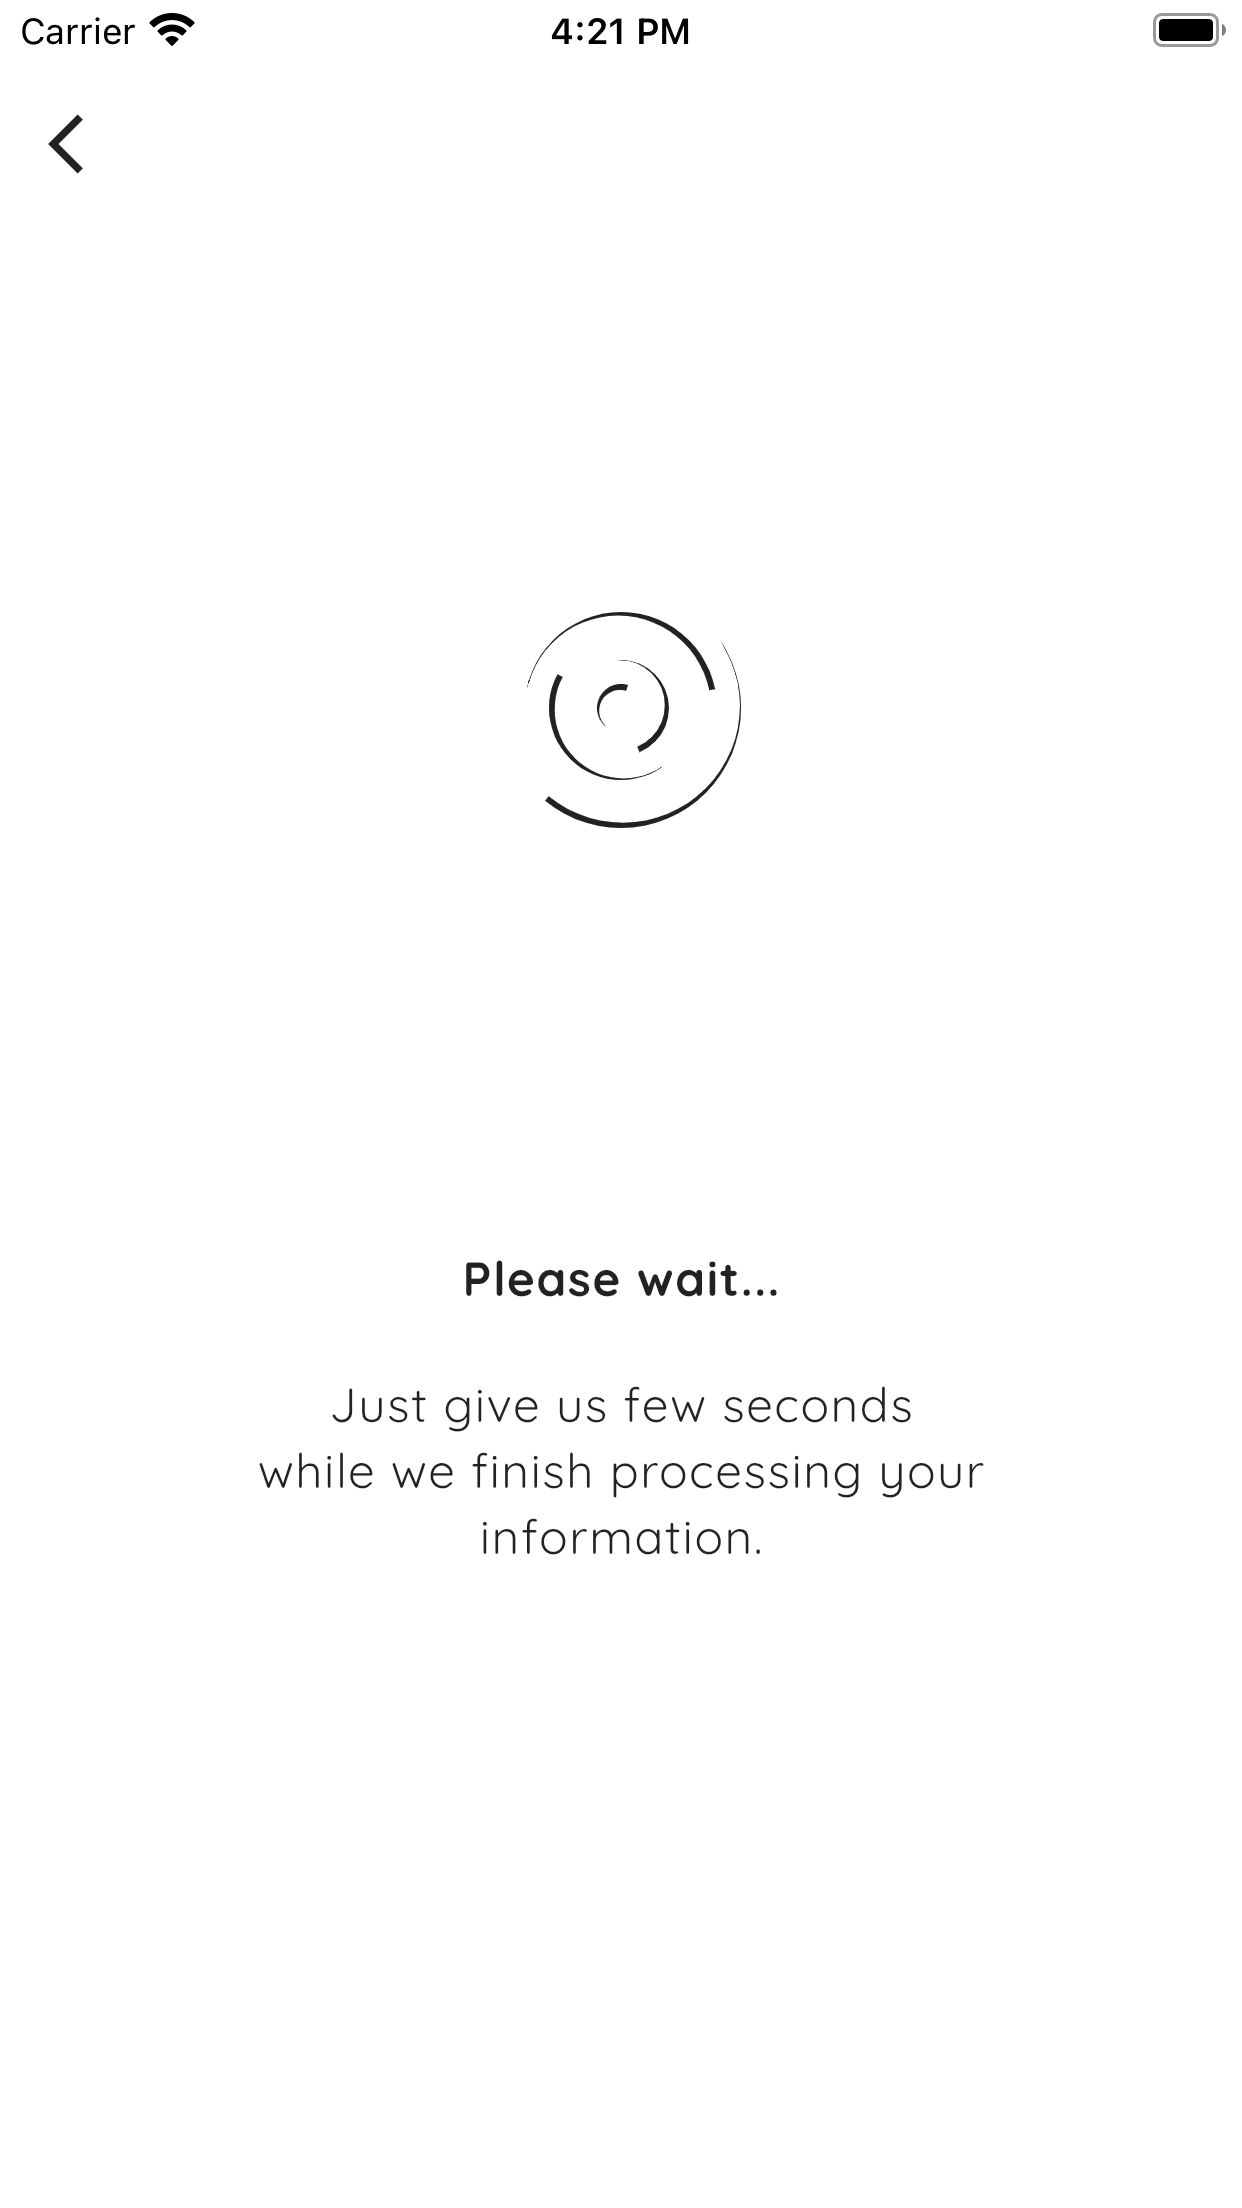 Carrier 4:21 PM
Please wait...
Just give us few seconds
while we finish processing your
information.